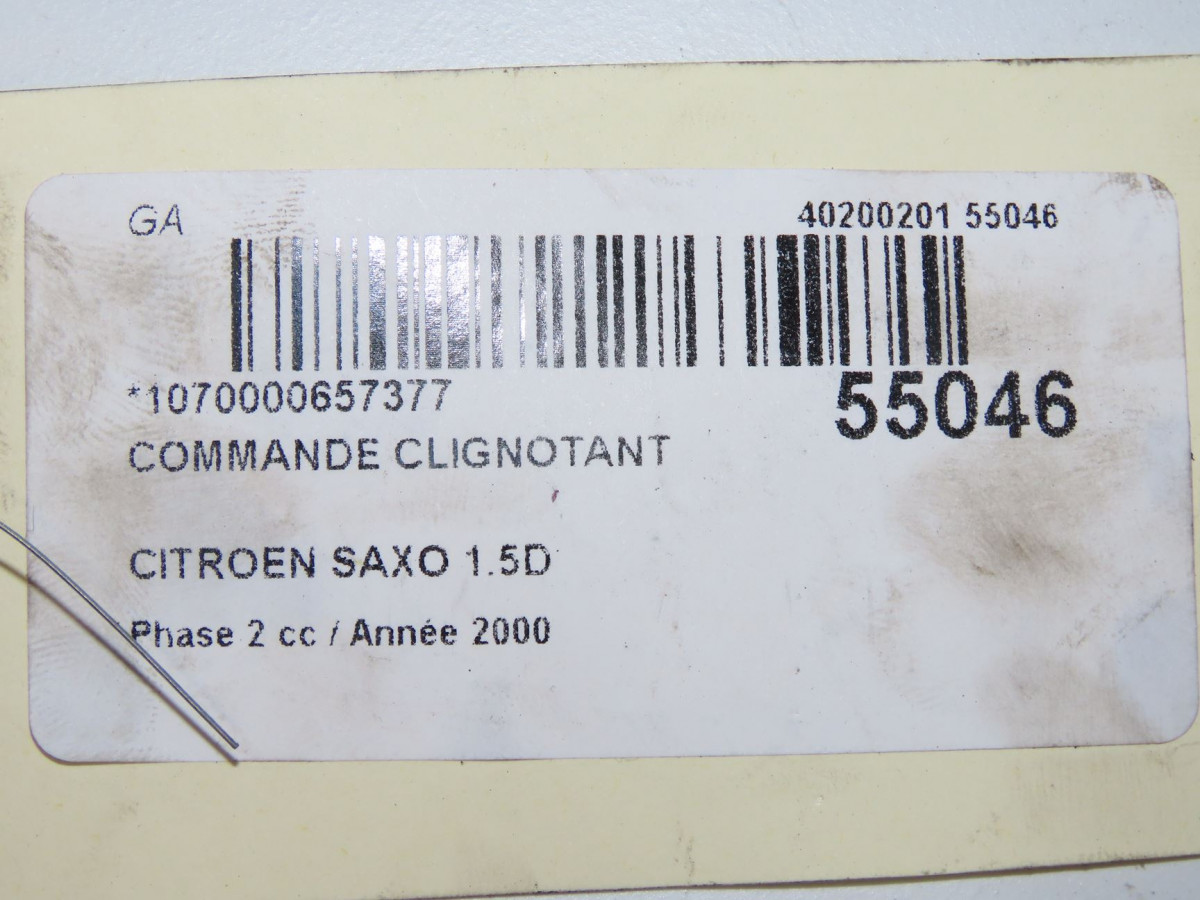 GA 40200201 55046
*1070000657377 55046
COMMANDE CLIGNOTANT
CITROEN SAXO 1.5D
Phase 2 cc / Année 2000